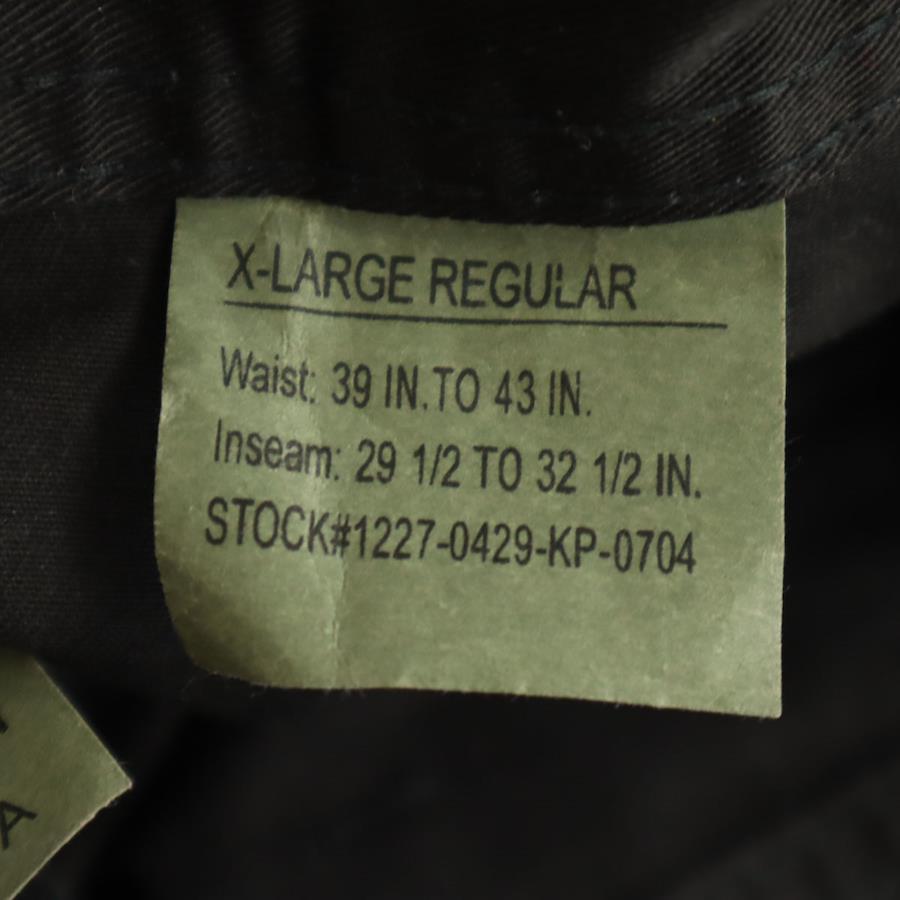 X-LARGE REGULAR
Waist: 39 IN.TO 43 IN.
Inseam: 29 1/2 TO 32 1/2 IN.
STOCK#1227-0429-KP-0704
A